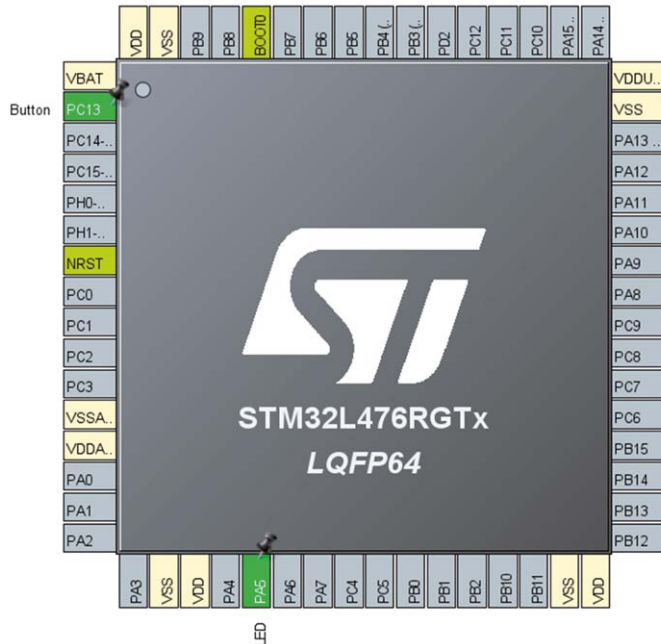 VDD
VSS
PB9
PB8
BOOT0
PB7
PB6
PB5
PB4 (..
PB3 (..
PD2
PC12
PC11
PC10
PA15..
PA14..
VBAT
Button
PC13
PC14-..
PC15-..
PH0-..
PH1-..
NRST
PC0
PC1
PC2
PC3
VSSA..
VDDA..
PA0
PA1
PA2
VDDU..
VSS
PA13 ..
PA12
PA11
PA10
PA9
PA8
PC9
PC8
PC7
PC6
PB15
PB14
PB13
PB12
ST
STM32L476RGTx
LQFP64
PA3
VSS
VDD
PA4
PA5
PA6
PA7
PC4
PC5
PB0
PB1
PB2
PB10
PB11
VSS
VDD
LED